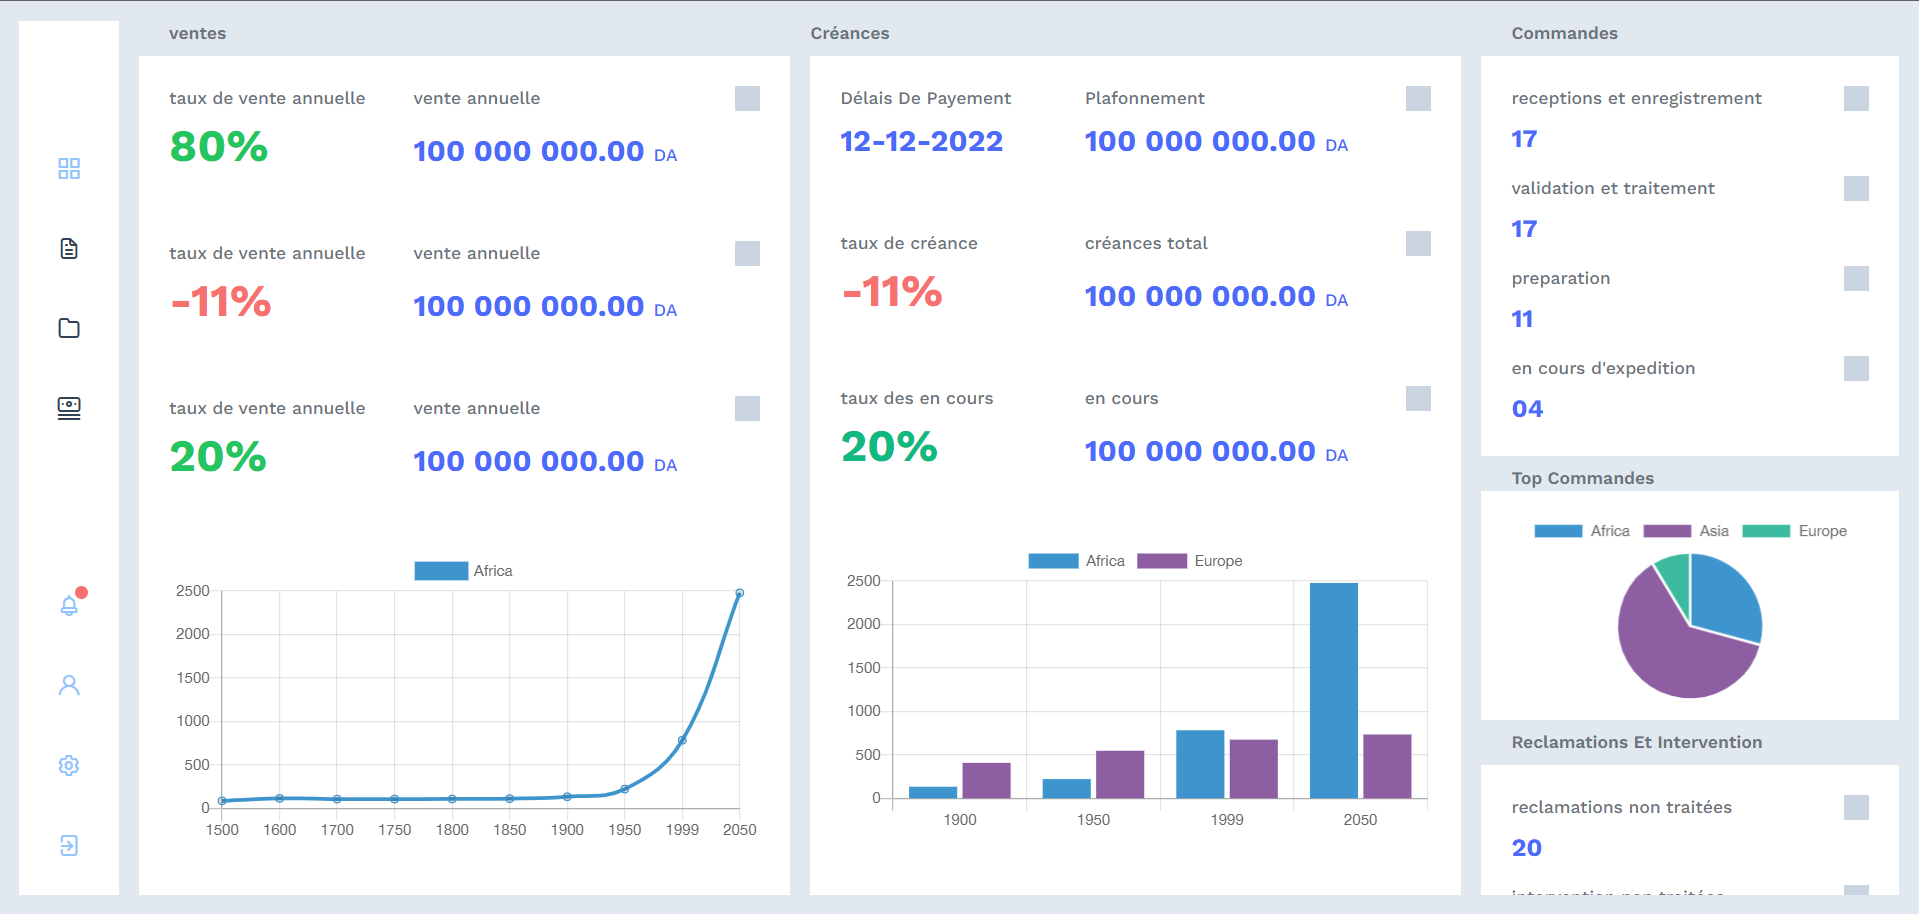 ventes
taux de vente annuelle
vente annuelle
80%
100 000 000.00 DA
taux de vente annuelle
vente annuelle
-11%
100 000 000.00 DA
taux de vente annuelle
vente annuelle
20%
100 000 000.00 DA
Africa
2500
2000
1500
1000
500
0
1500 1600 1700 1750 1800 1850 1900 1950 1999 2050
Créances
Délais De Payement
Plafonnement
12-12-2022
100 000 000.00 DA
taux de créance
créances total
-11%
100 000 000.00 DA
taux des en cours
en cours
20%
100 000 000.00 DA
Africa Europe
2500
2000
1500
1000
500
0
1900 1950 1999 2050
Commandes
receptions et enregistrement
17
validation et traitement
17
preparation
11
en cours d'expedition
04
Top Commandes
Africa Asia Europe
Reclamations Et Intervention
reclamations non traitées
20
intervention non traitées